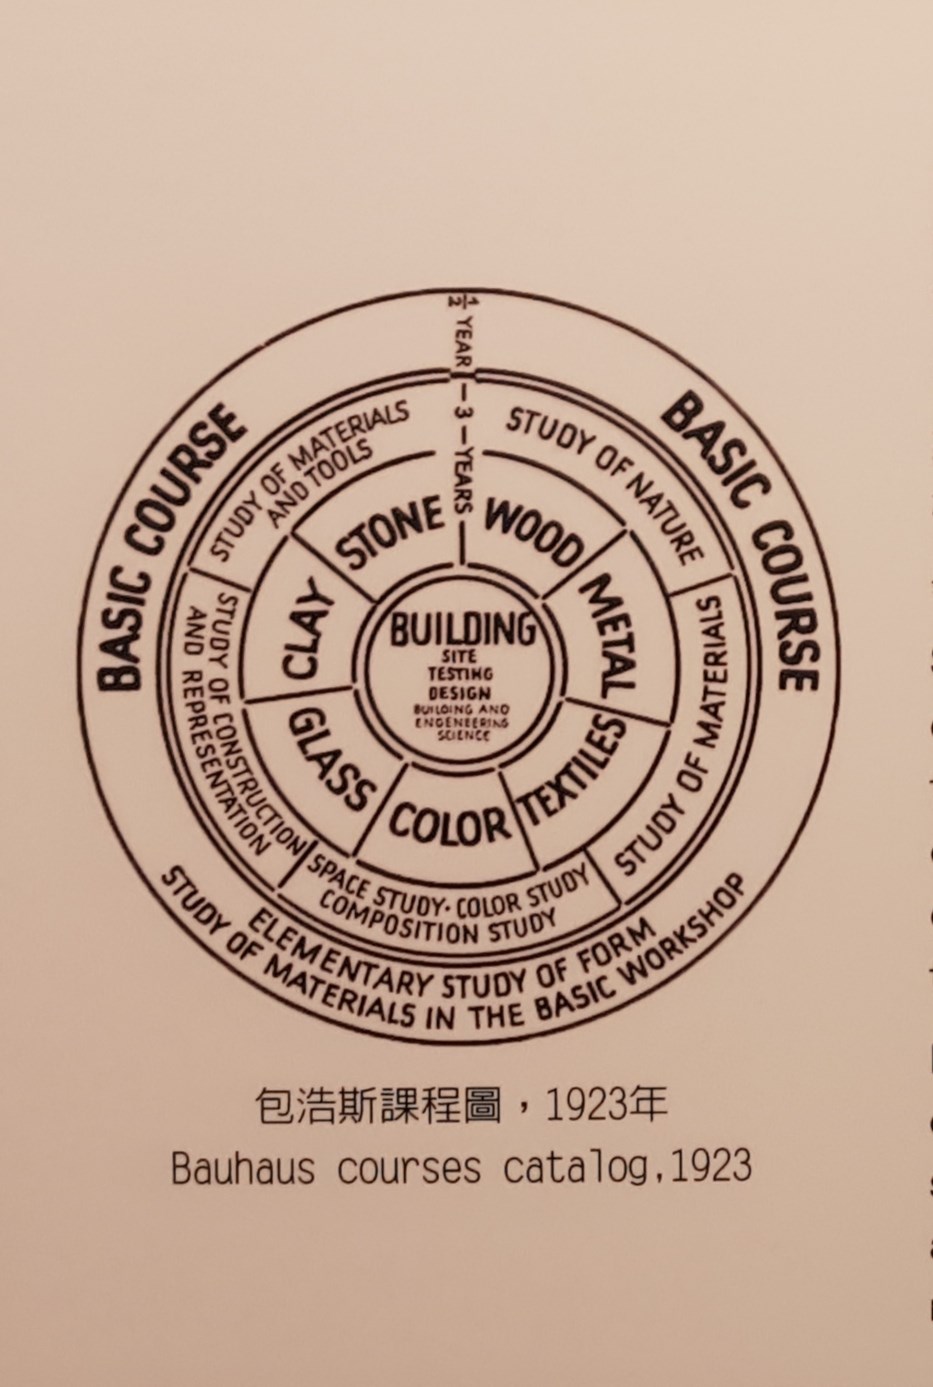 ½ YEAR
BASIC COURSE
BASIC COURSE
ELEMENTARY STUDY OF FORM
STUDY OF MATERIALS IN THE BASIC WORKSHOP
–3–YEARS
STUDY OF MATERIALS
AND TOOLS
STUDY OF NATURE
STUDY OF MATERIALS
SPACE STUDY· COLOR STUDY
COMPOSITION STUDY
STUDY OF CONSTRUCTION
AND REPRESENTATION
STONE
WOOD
METAL
TEXTILES
COLOR
GLASS
CLAY
BUILDING
SITE
TESTING
DESIGN
BUILDING AND
ENGENEERING
SCIENCE
包浩斯課程圖，1923年
Bauhaus courses catalog,1923